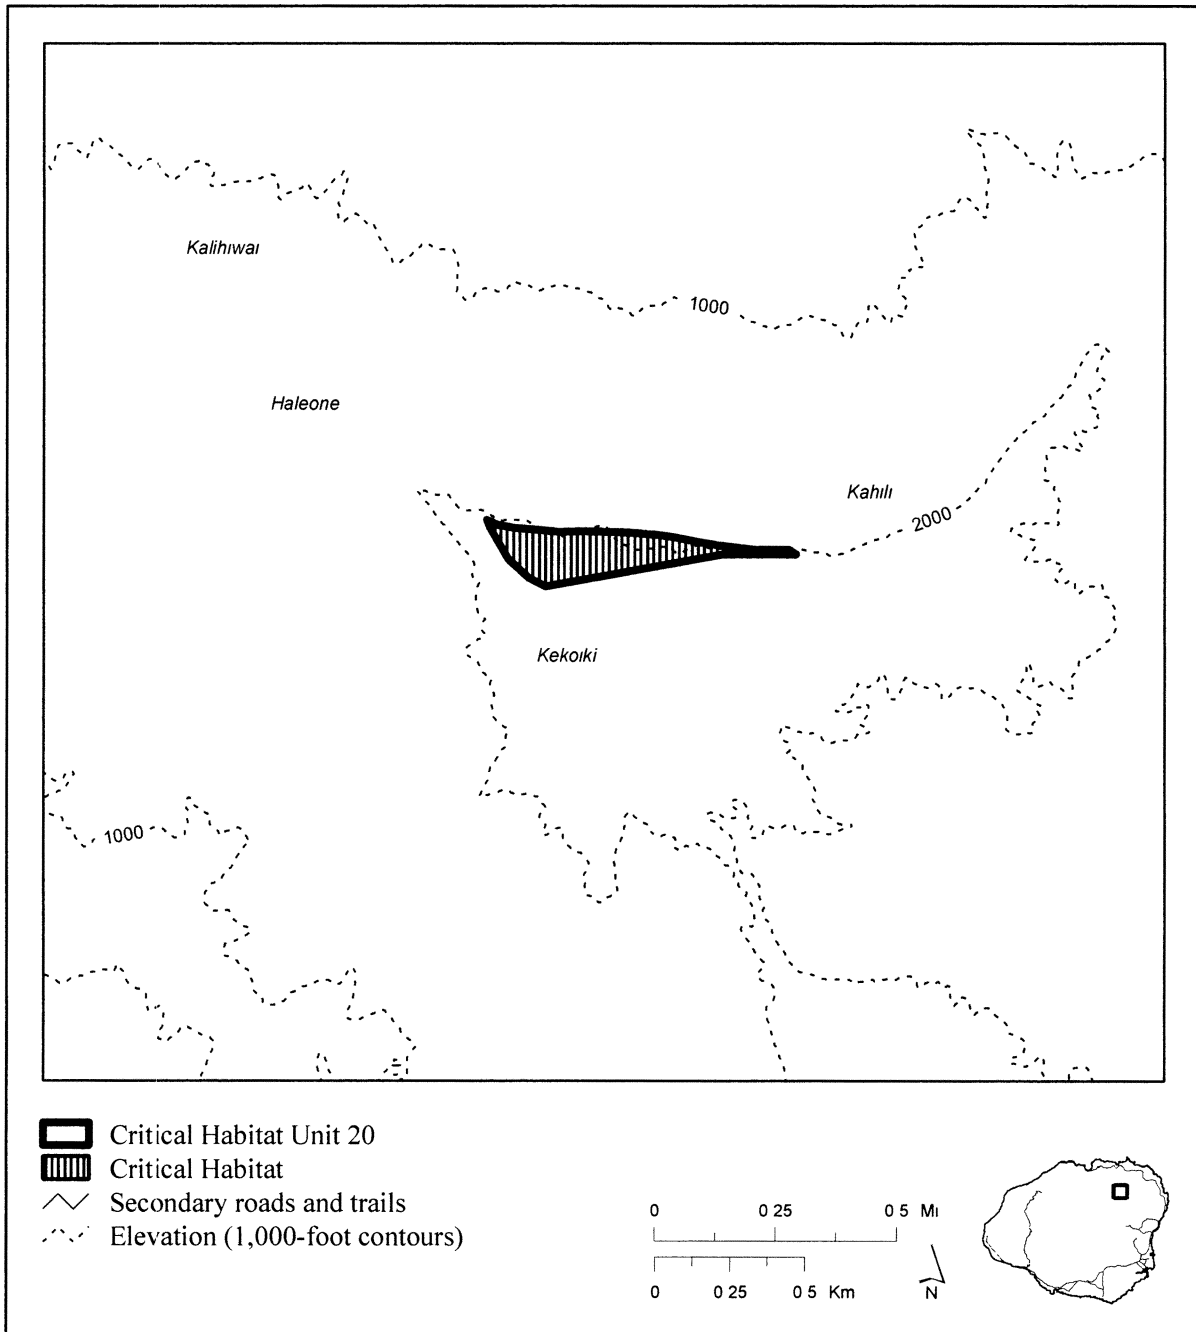 Kalihiwai
1000
Haleone
Kahili
2000
Kekoiki
1000
Critical Habitat Unit 20
Critical Habitat
Secondary roads and trails
Elevation (1,000-foot contours)
0 0 25 0 5 Mi
0 0 25 0 5 Km
N